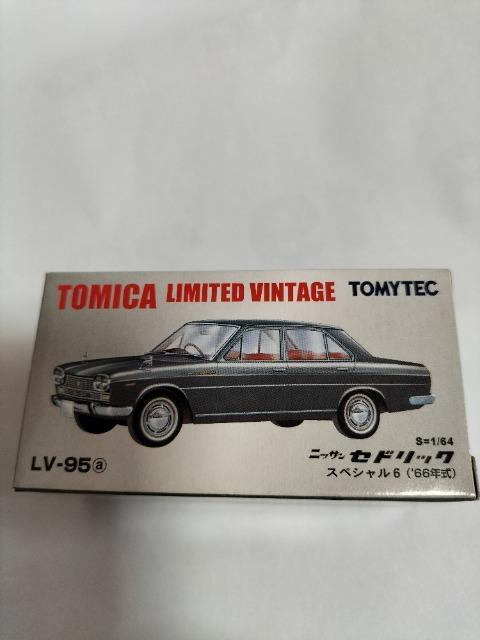 TOMICA LIMITED VINTAGE TOMYTEC
S=1/64
LV-95ⓐ ニッサン セドリック
スペシャル6 ('66年式)